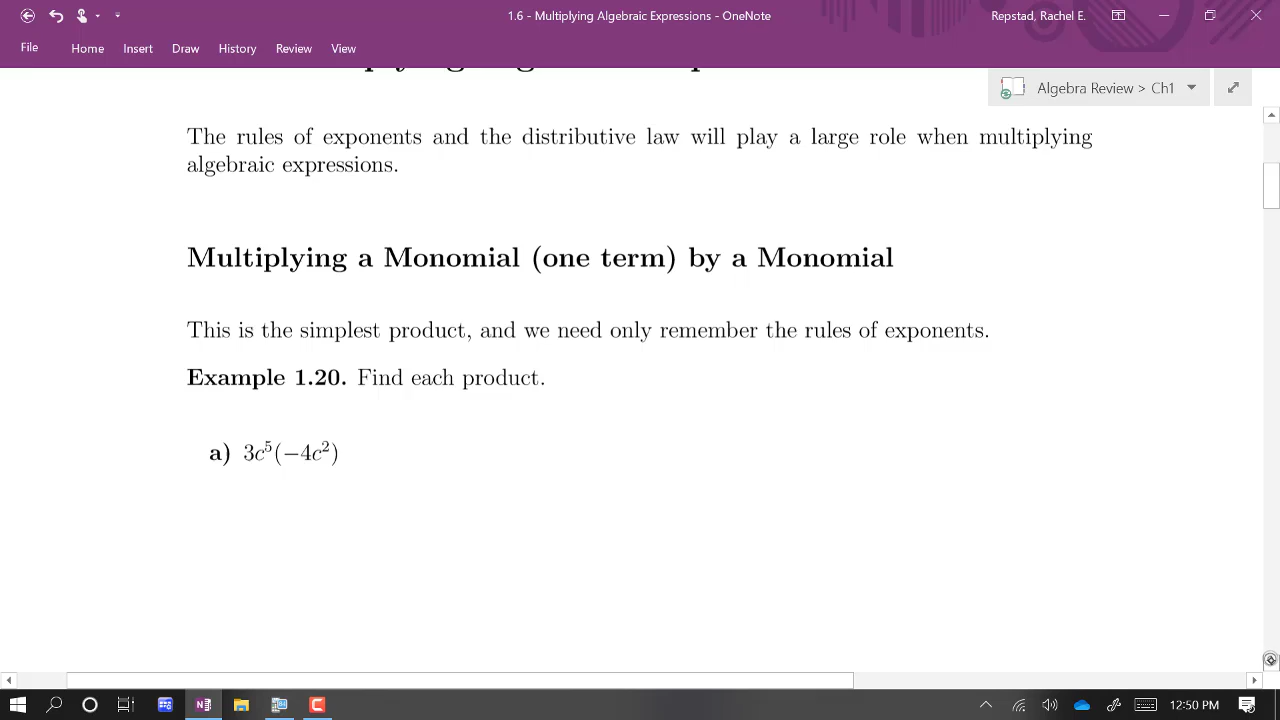 1.6 - Multiplying Algebraic Expressions - OneNote
Repstad, Rachel E.
File Home Insert Draw History Review View
Algebra Review > Ch1
The rules of exponents and the distributive law will play a large role when multiplying
algebraic expressions.
Multiplying a Monomial (one term) by a Monomial
This is the simplest product, and we need only remember the rules of exponents.
Example 1.20. Find each product.
a) 3c⁵(−4c²)
12:50 PM